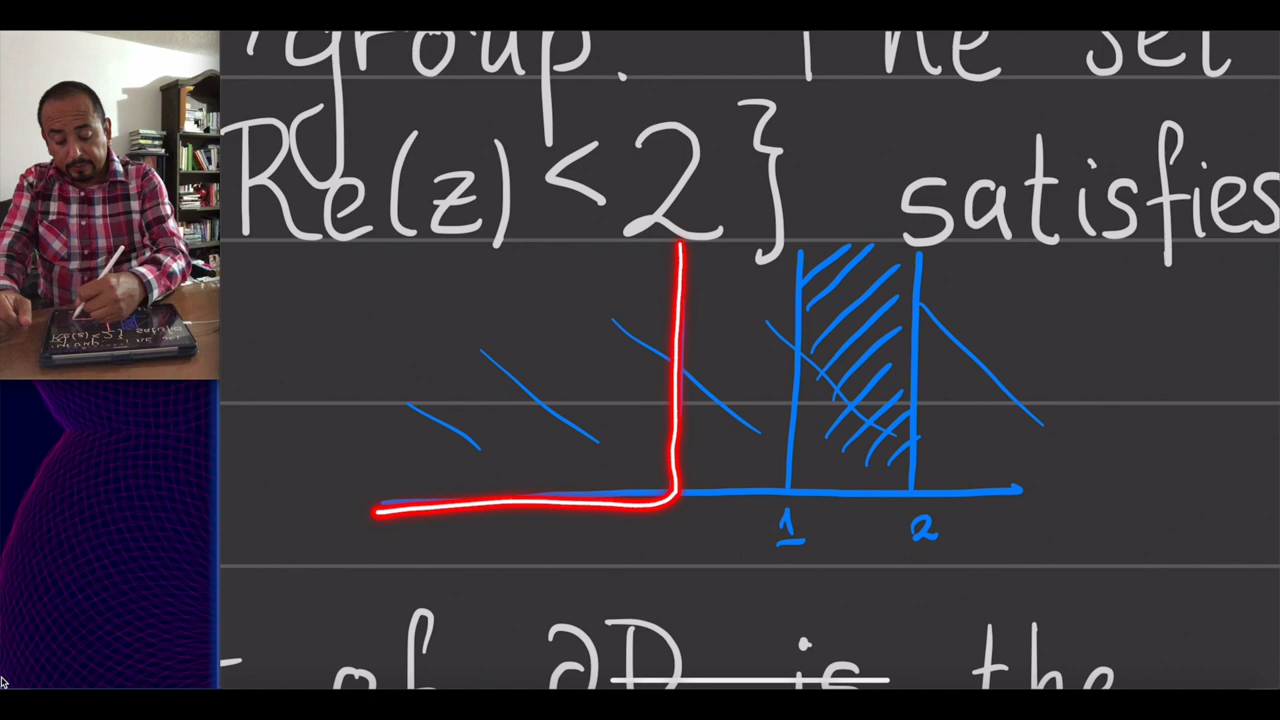 group. The set
Re(z) < 2} satisfies
1 2
of ∂D is the